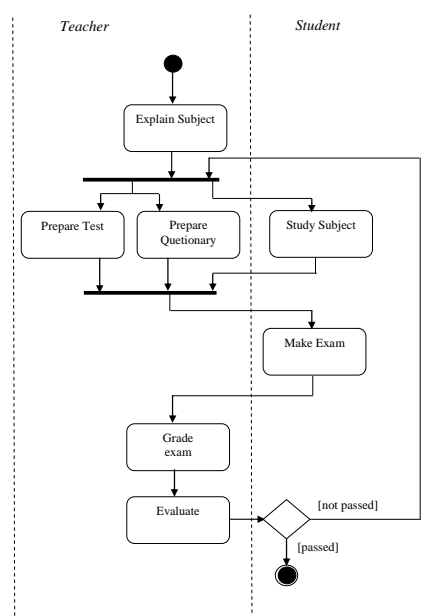 Teacher
Student
Explain Subject
Prepare Test
Prepare
Quetionary
Study Subject
Make Exam
Grade
exam
Evaluate
[not passed]
[passed]